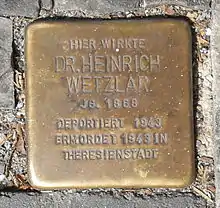 HIER WIRKTE
DR. HEINRICH
WETZLAR
JG. 1868
DEPORTIERT 1943
ERMORDET 1943 IN
THERESIENSTADT